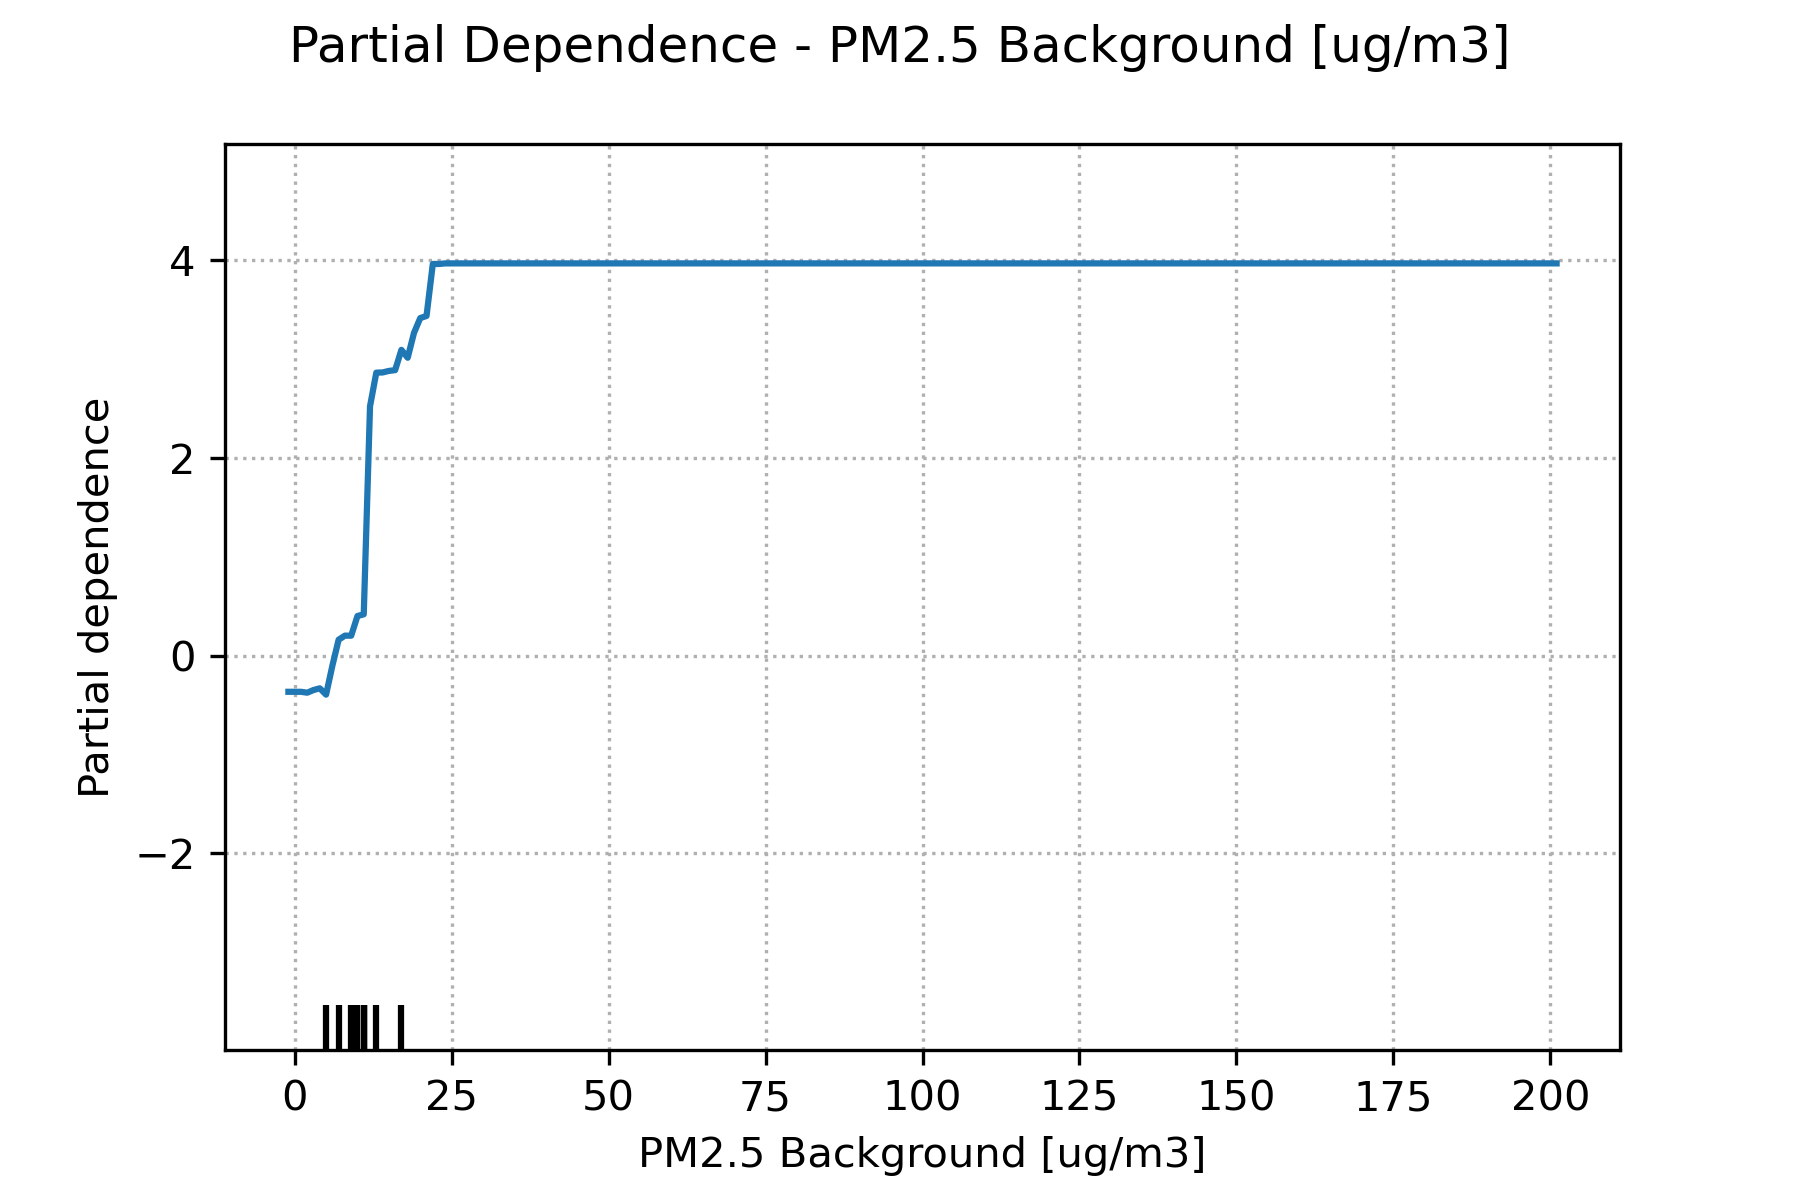 Partial Dependence - PM2.5 Background [ug/m3]
Partial dependence
4
2
0
−2
0 25 50 75 100 125 150 175 200
PM2.5 Background [ug/m3]